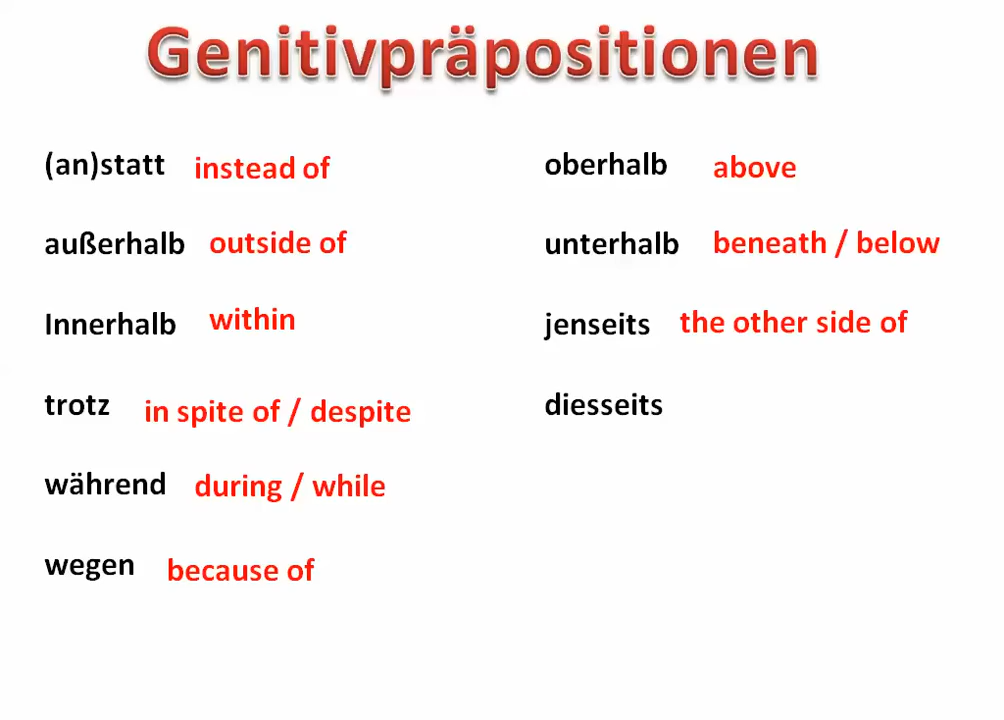 Genitivpräpositionen
(an)statt instead of
außerhalb outside of
Innerhalb within
trotz in spite of / despite
während during / while
wegen because of
oberhalb above
unterhalb beneath / below
jenseits the other side of
diesseits